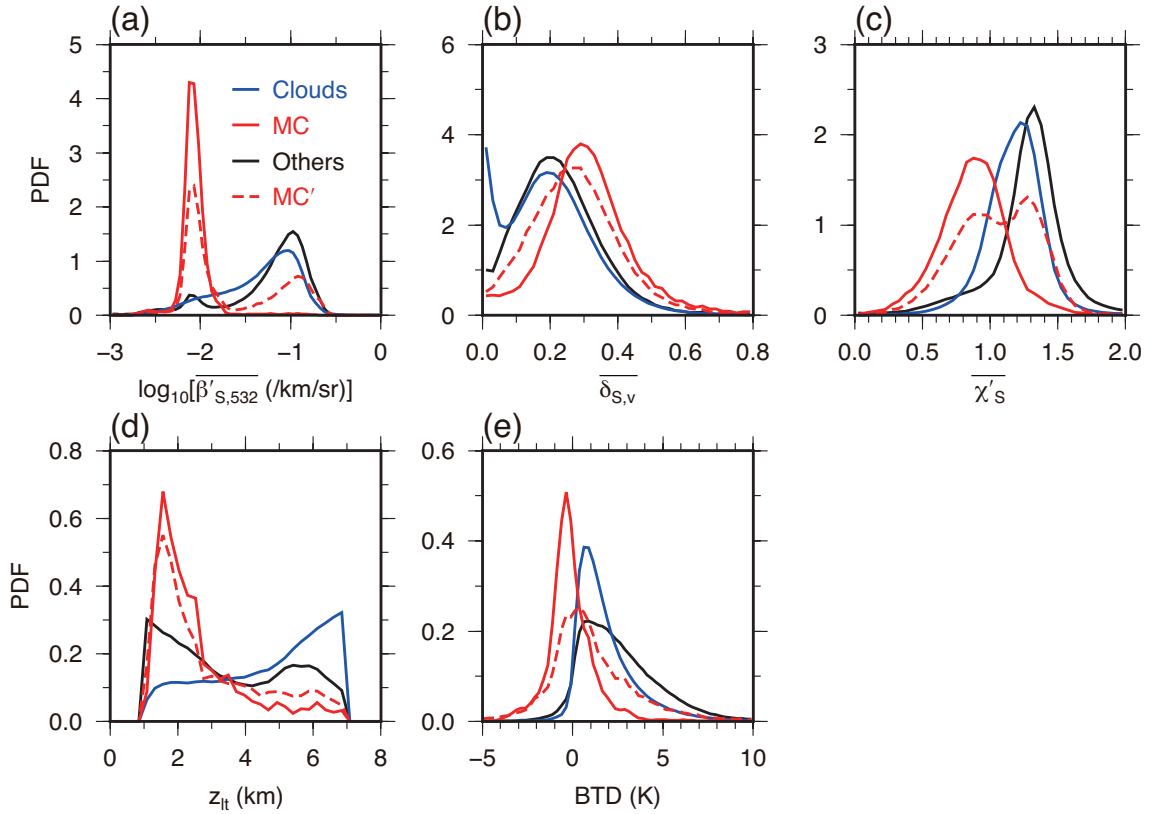 (a) (b) (c)
PDF
5
4
3
2
1
0
Clouds
MC
Others
MC′
−3 −2 −1 0
log10[β′S,532 (/km/sr)]
6
4
2
0
0.0 0.2 0.4 0.6 0.8
δS,v
3
2
1
0
0.0 0.5 1.0 1.5 2.0
χ′S
(d) (e)
PDF
0.8
0.6
0.4
0.2
0.0
0 2 4 6 8
zlt (km)
0.6
0.4
0.2
0.0
−5 0 5 10
BTD (K)